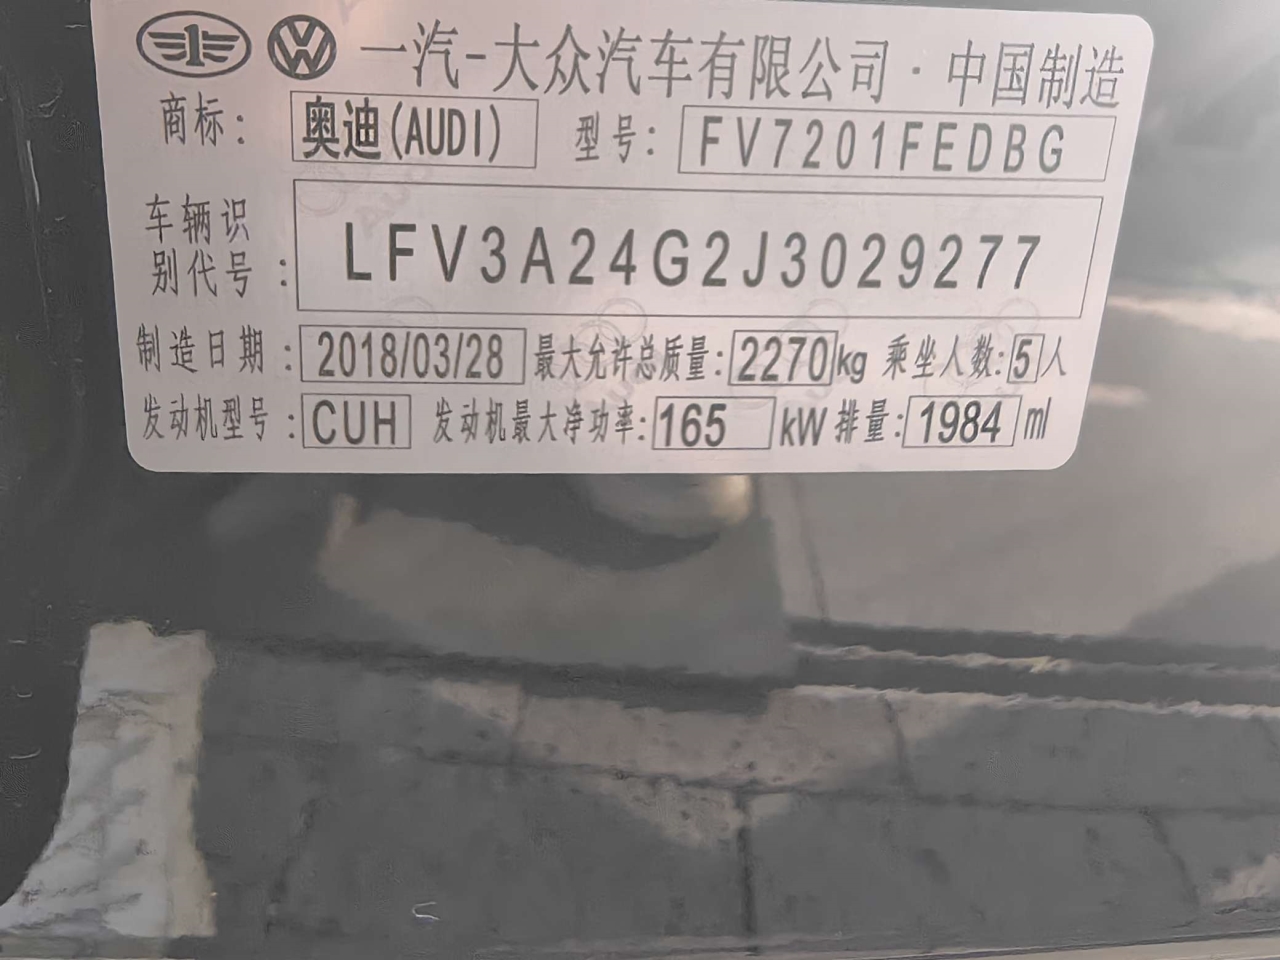 一汽-大众汽车有限公司·中国制造
商标: 奥迪(AUDI) 型号: FV7201FEDBG
车辆识别代号: LFV3A24G2J3029277
制造日期: 2018/03/28 最大允许总质量: 2270kg 乘坐人数: 5人
发动机型号: CUH 发动机最大净功率: 165 kW 排量: 1984 ml